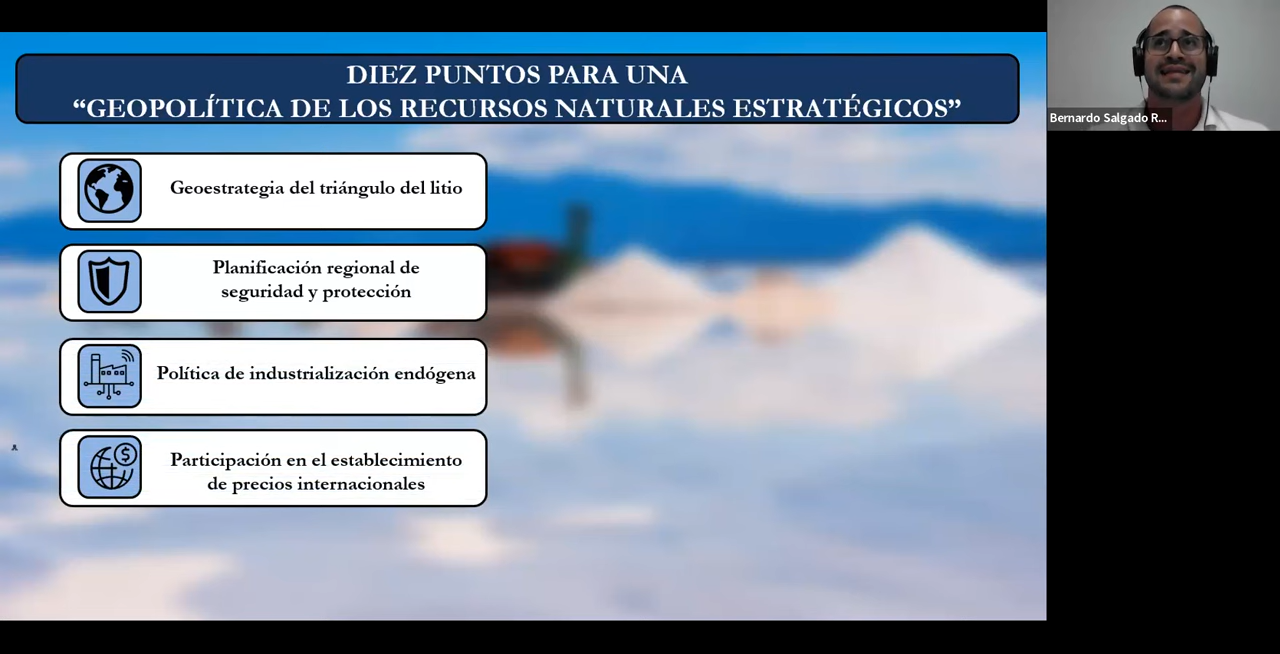 DIEZ PUNTOS PARA UNA
“GEOPOLÍTICA DE LOS RECURSOS NATURALES ESTRATÉGICOS”
Geoestrategia del triángulo del litio
Planificación regional de
seguridad y protección
Política de industrialización endógena
$
Participación en el establecimiento
de precios internacionales
Bernardo Salgado R...